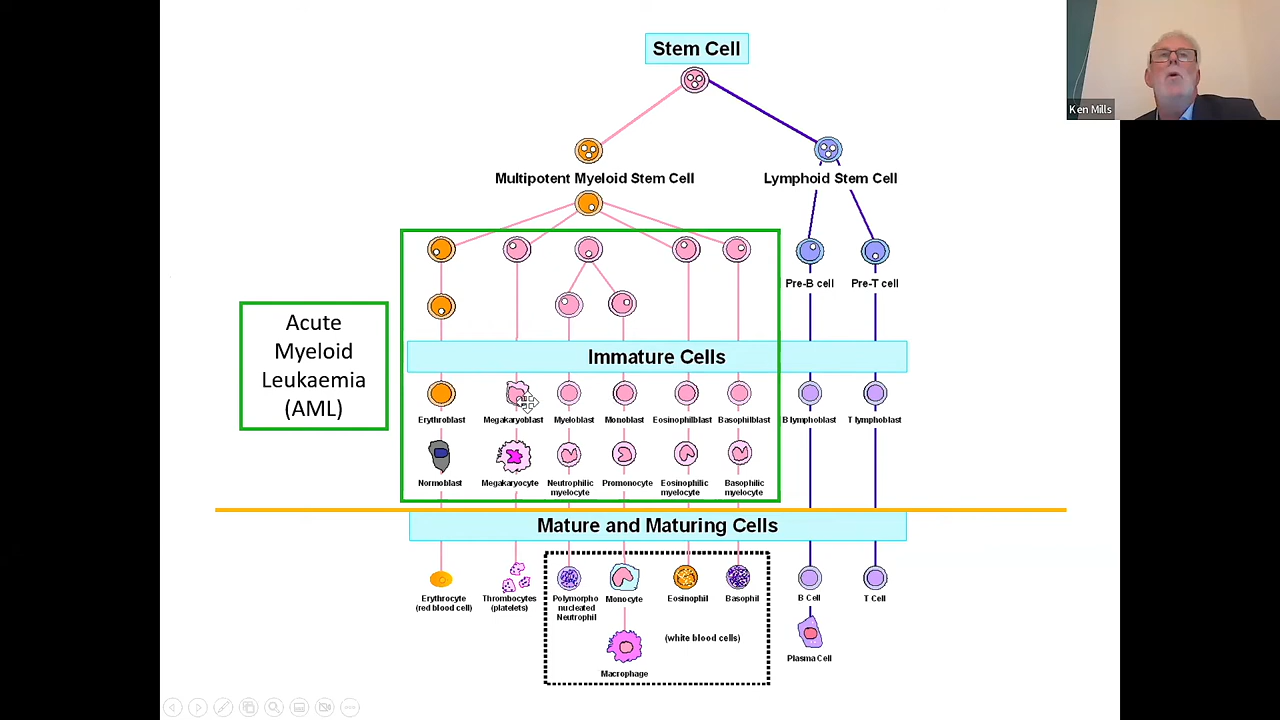 Stem Cell
Ken Mills
Multipotent Myeloid Stem Cell
Lymphoid Stem Cell
Pre-B cell
Pre-T cell
Acute
Myeloid
Leukaemia
(AML)
Immature Cells
Erythroblast
Megakaryoblast
Myeloblast
Monoblast
Eosinophilblast
Basophilblast
B lymphoblast
T lymphoblast
Normoblast
Megakaryocyte
Neutrophilic
myelocyte
Promonocyte
Eosinophilic
myelocyte
Basophilic
myelocyte
Mature and Maturing Cells
Erythrocyte
(red blood cell)
Thrombocytes
(platelets)
Polymorpho
nucleated
Neutrophil
Monocyte
Eosinophil
Basophil
B Cell
T Cell
(white blood cells)
Macrophage
Plasma Cell